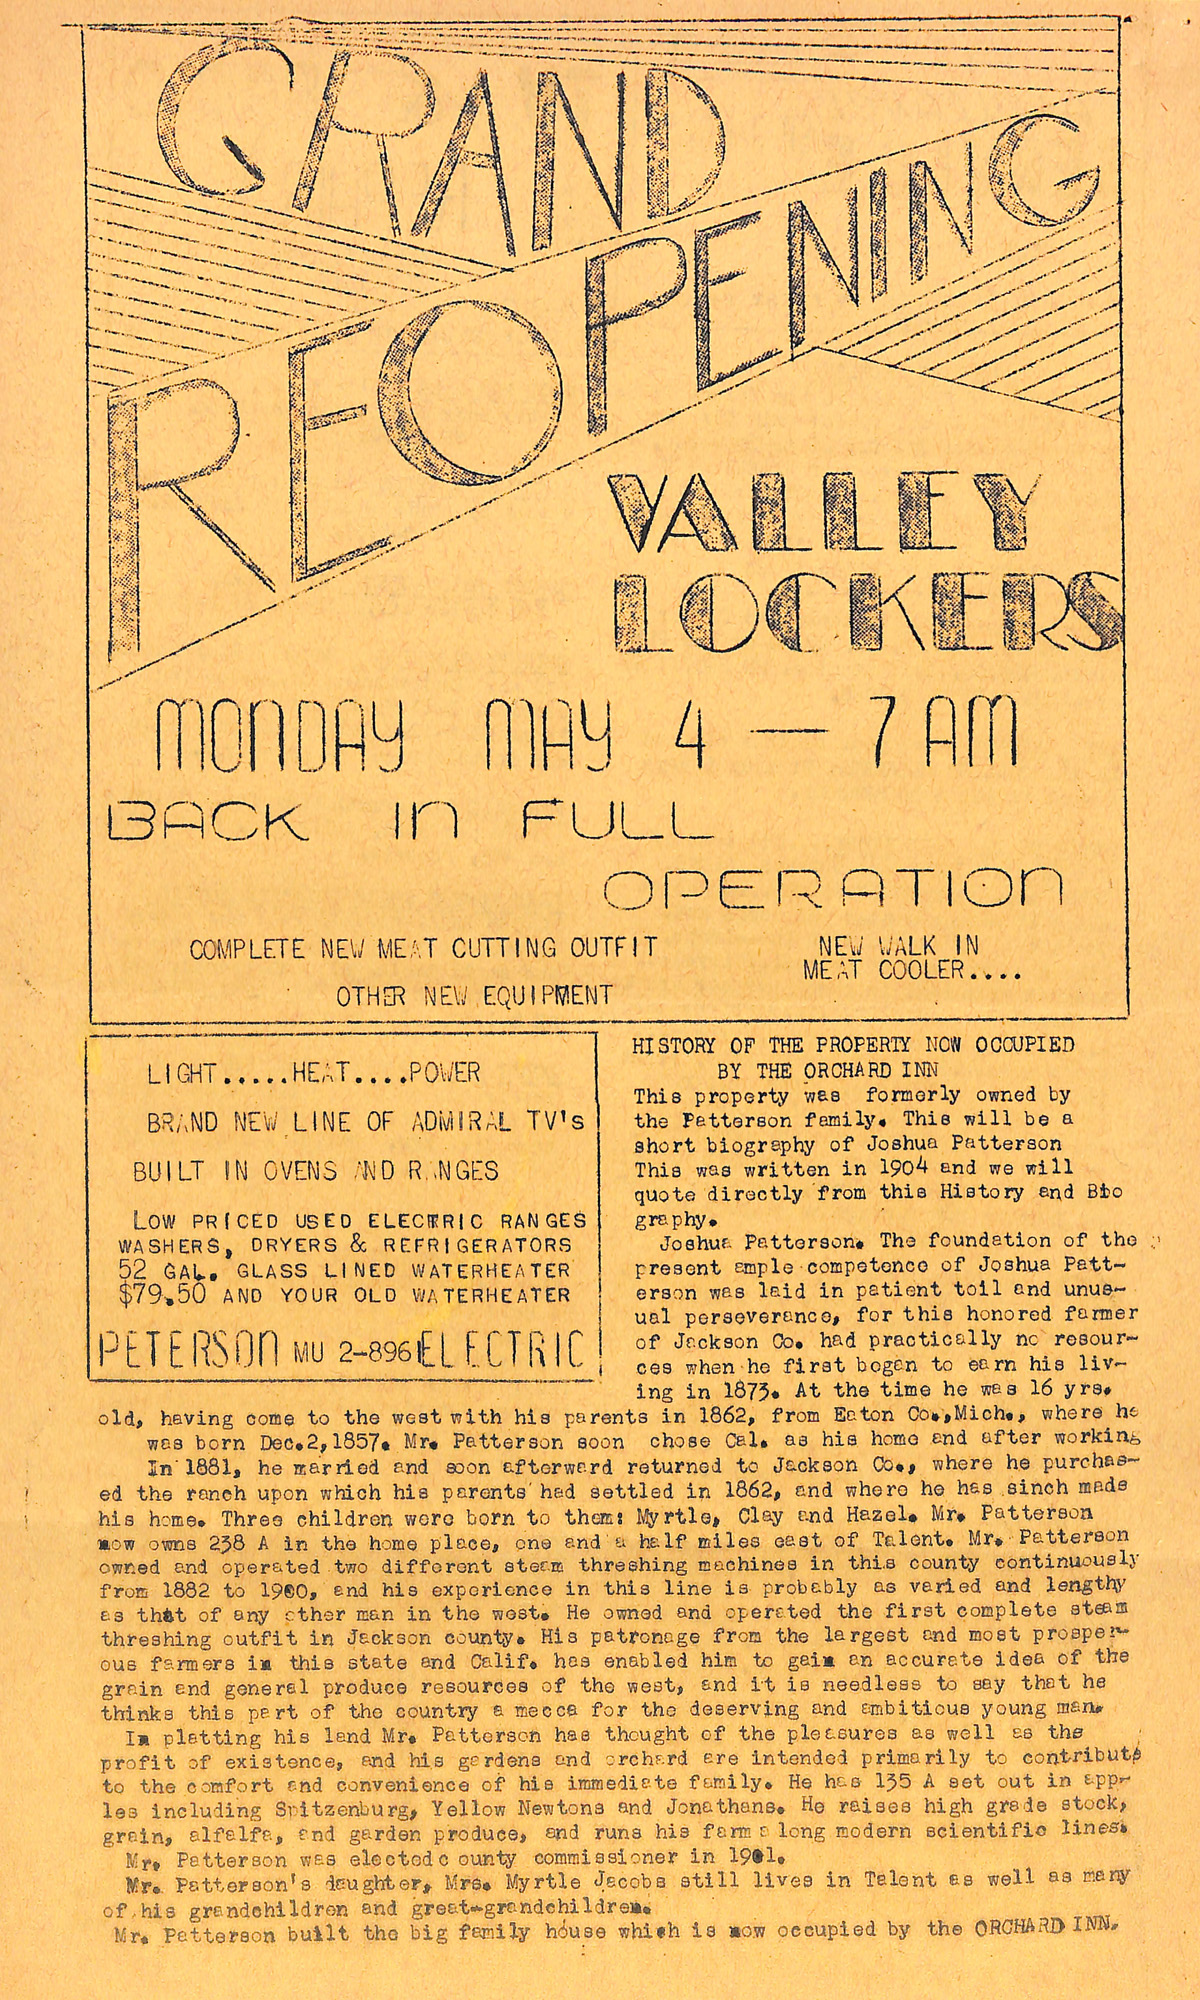 GRAND
REOPENING
VALLEY
LOCKERS
MONDAY MAY 4 — 7 AM
BACK IN FULL
OPERATION
COMPLETE NEW MEAT CUTTING OUTFIT
NEW WALK IN
MEAT COOLER....
OTHER NEW EQUIPMENT
LIGHT.....HEAT....POWER
BRAND NEW LINE OF ADMIRAL TV's
BUILT IN OVENS AND RANGES
LOW PRICED USED ELECTRIC RANGES
WASHERS, DRYERS & REFRIGERATORS
52 GAL. GLASS LINED WATERHEATER
$79.50 AND YOUR OLD WATERHEATER
PETERSON MU 2-8961 ELECTRIC
HISTORY OF THE PROPERTY NOW OCCUPIED
BY THE ORCHARD INN
This property was formerly owned by
the Patterson family. This will be a
short biography of Joshua Patterson
This was written in 1904 and we will
quote directly from this History and Bio
graphy.
Joshua Patterson. The foundation of the
present ample competence of Joshua Patt-
erson was laid in patient toil and unus-
ual perseverance, for this honored farmer
of Jackson Co. had practically no resour-
ces when he first began to earn his liv-
ing in 1873. At the time he was 16 yrs.
old, having come to the west with his parents in 1862, from Eaton Co.,Mich., where he
was born Dec.2,1857. Mr. Patterson soon chose Cal. as his home and after working
In 1881, he married and soon afterward returned to Jackson Co., where he purchas-
ed the ranch upon which his parents had settled in 1862, and where he has sinch made
his home. Three children were born to them: Myrtle, Clay and Hazel. Mr. Patterson
now owns 238 A in the home place, one and a half miles east of Talent. Mr. Patterson
owned and operated two different steam threshing machines in this county continuously
from 1882 to 1900, and his experience in this line is probably as varied and lengthy
as that of any other man in the west. He owned and operated the first complete steam
threshing outfit in Jackson county. His patronage from the largest and most prosper-
ous farmers in this state and Calif. has enabled him to gain an accurate idea of the
grain and general produce resources of the west, and it is needless to say that he
thinks this part of the country a mecca for the deserving and ambitious young man.
In platting his land Mr. Patterson has thought of the pleasures as well as the
profit of existence, and his gardens and orchard are intended primarily to contribute
to the comfort and convenience of his immediate family. He has 135 A set out in app-
les including Spitzenburg, Yellow Newtons and Jonathans. He raises high grade stock,
grain, alfalfa, and garden produce, and runs his farm along modern scientific lines.
Mr. Patterson was electedc ounty commissioner in 1901.
Mr. Patterson's daughter, Mrs. Myrtle Jacobs still lives in Talent as well as many
of his grandchildren and great-grandchildren.
Mr. Patterson built the big family house which is now occupied by the ORCHARD INN.